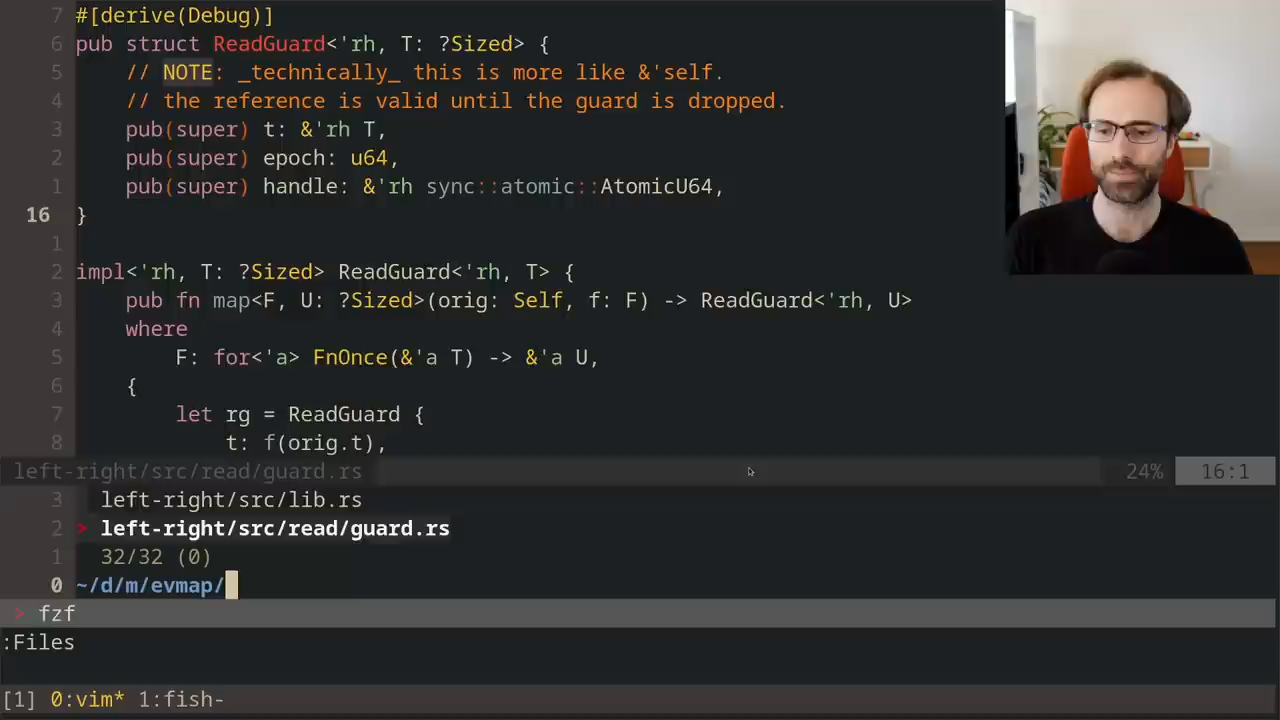 7 #[derive(Debug)]
6 pub struct ReadGuard<'rh, T: ?Sized> {
5     // NOTE: _technically_ this is more like &'self.
4     // the reference is valid until the guard is dropped.
3     pub(super) t: &'rh T,
2     pub(super) epoch: u64,
1     pub(super) handle: &'rh sync::atomic::AtomicU64,
16 }
1
2 impl<'rh, T: ?Sized> ReadGuard<'rh, T> {
3     pub fn map<F, U: ?Sized>(orig: Self, f: F) -> ReadGuard<'rh, U>
4     where
5         F: for<'a> FnOnce(&'a T) -> &'a U,
6     {
7         let rg = ReadGuard {
8             t: f(orig.t),
left-right/src/read/guard.rs 24% 16:1
3   left-right/src/lib.rs
2 > left-right/src/read/guard.rs
1   32/32 (0)
0 ~/d/m/evmap/
> fzf
:Files
[1] 0:vim* 1:fish-